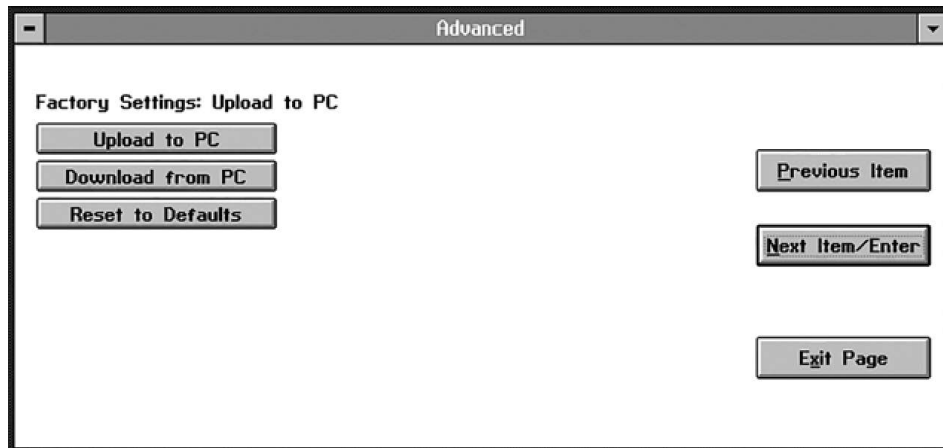 Advanced
Factory Settings: Upload to PC
Upload to PC
Download from PC
Reset to Defaults
Previous Item
Next Item/Enter
Exit Page